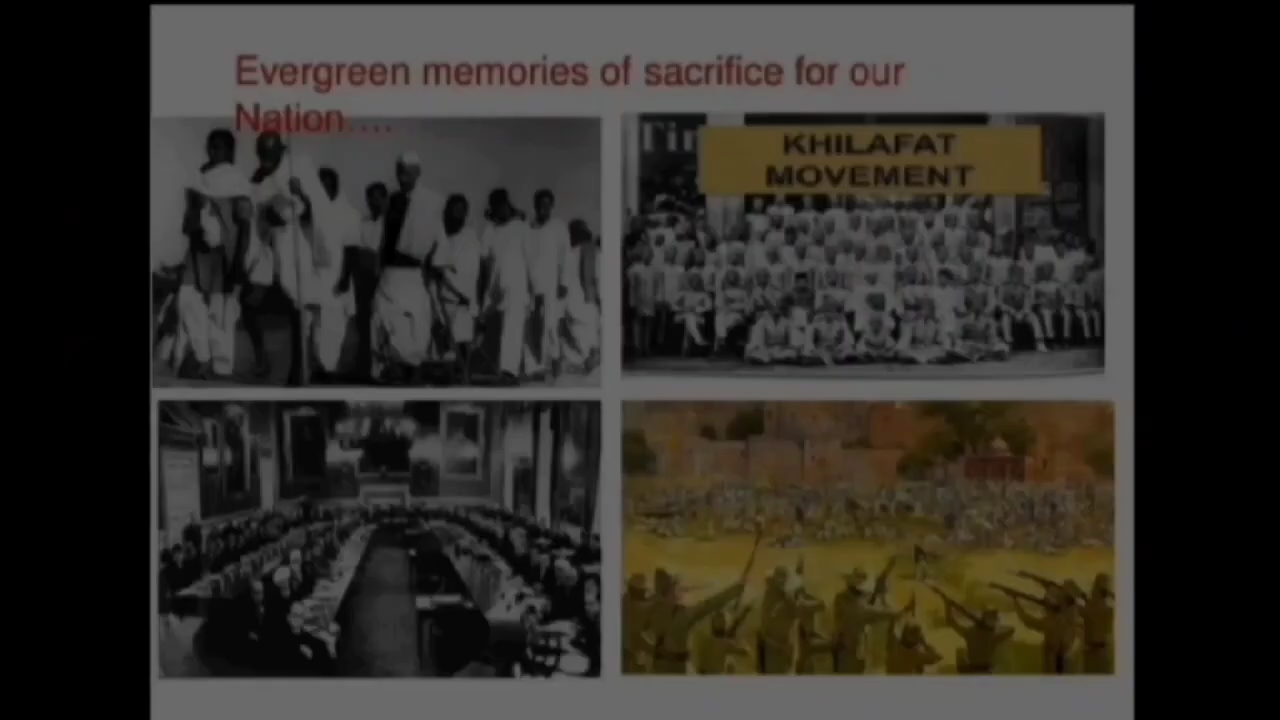 Evergreen memories of sacrifice for our
Nation....
KHILAFAT
MOVEMENT